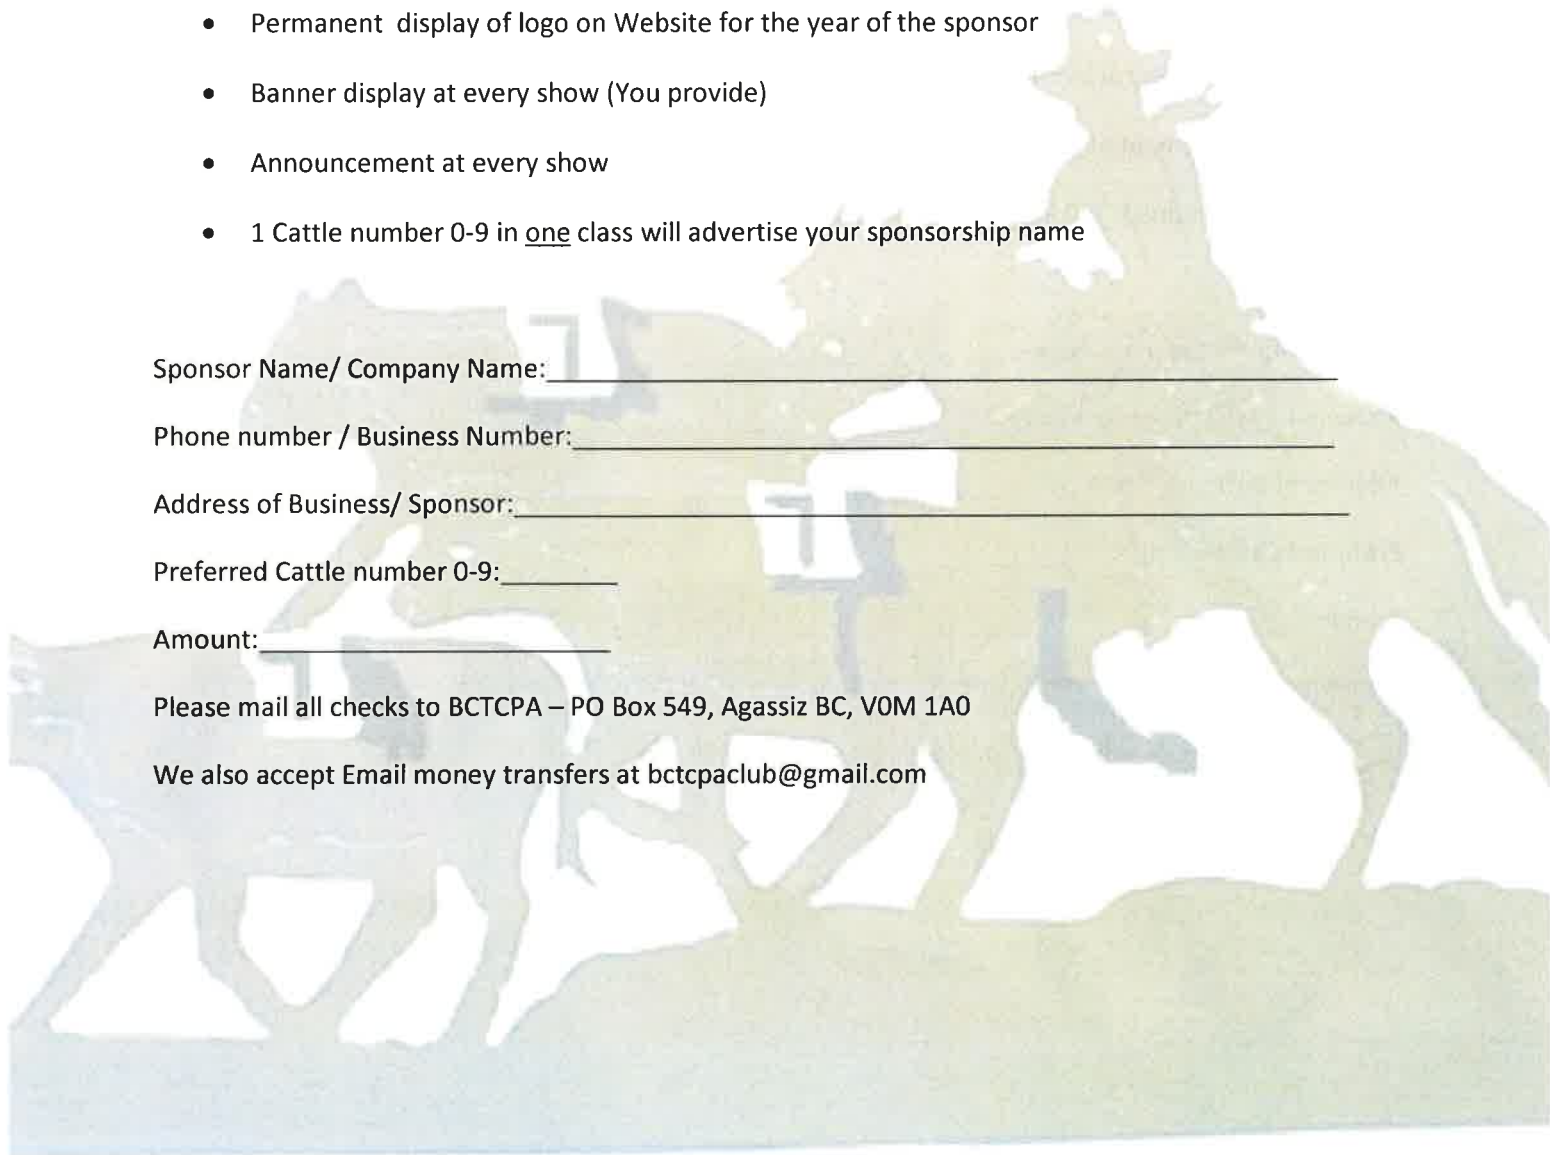 • Permanent display of logo on Website for the year of the sponsor
• Banner display at every show (You provide)
• Announcement at every show
• 1 Cattle number 0-9 in one class will advertise your sponsorship name
Sponsor Name/ Company Name:
Phone number / Business Number:
Address of Business/ Sponsor:
Preferred Cattle number 0-9:
Amount:
Please mail all checks to BCTCPA – PO Box 549, Agassiz BC, V0M 1A0
We also accept Email money transfers at bctcpaclub@gmail.com